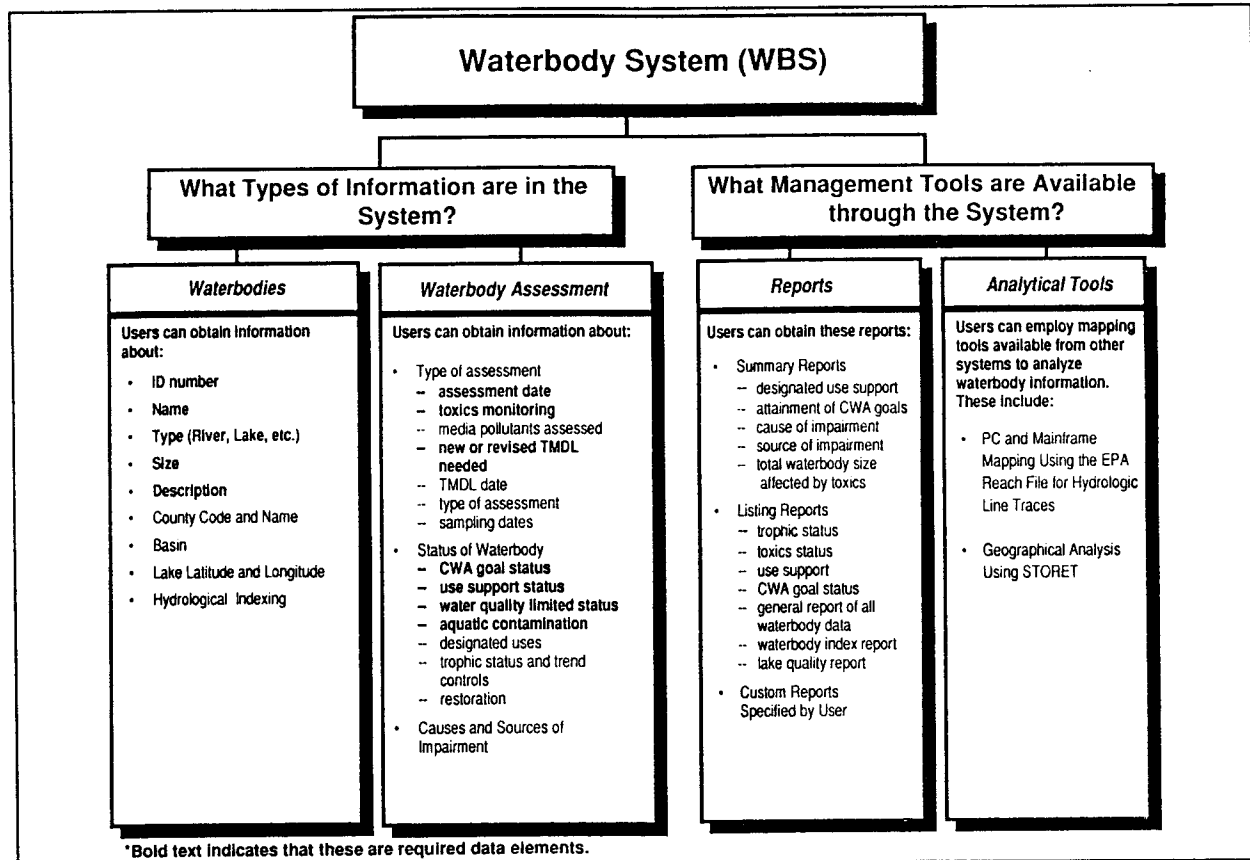 Waterbody System (WBS)
What Types of Information are in the
System?
What Management Tools are Available
through the System?
Waterbodies
Users can obtain information
about:
• ID number
• Name
• Type (River, Lake, etc.)
• Size
• Description
• County Code and Name
• Basin
• Lake Latitude and Longitude
• Hydrological Indexing
Waterbody Assessment
Users can obtain information about:
• Type of assessment
-- assessment date
-- toxics monitoring
-- media pollutants assessed
-- new or revised TMDL
needed
-- TMDL date
-- type of assessment
-- sampling dates
• Status of Waterbody
-- CWA goal status
-- use support status
-- water quality limited status
-- aquatic contamination
-- designated uses
-- trophic status and trend
controls
-- restoration
• Causes and Sources of
Impairment
Reports
Users can obtain these reports:
• Summary Reports
-- designated use support
-- attainment of CWA goals
-- cause of impairment
-- source of impairment
-- total waterbody size
affected by toxics
• Listing Reports
-- trophic status
-- toxics status
-- use support
-- CWA goal status
-- general report of all
waterbody data
-- waterbody index report
-- lake quality report
• Custom Reports
Specified by User
Analytical Tools
Users can employ mapping
tools available from other
systems to analyze
waterbody information.
These include:
• PC and Mainframe
Mapping Using the EPA
Reach File for Hydrologic
Line Traces
• Geographical Analysis
Using STORET
*Bold text indicates that these are required data elements.